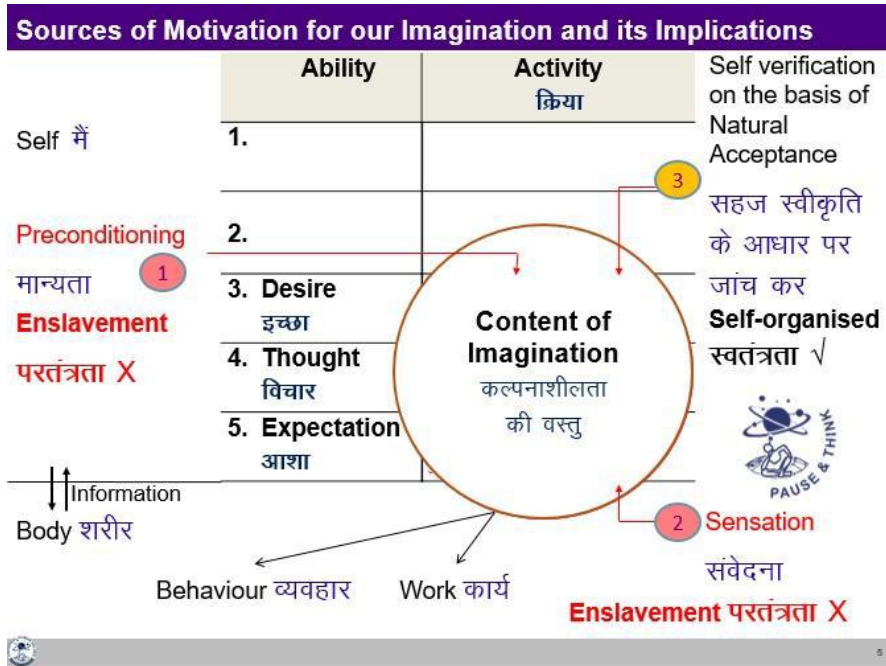 Sources of Motivation for our Imagination and its Implications
Ability
Activity
क्रिया
Self verification
on the basis of
Natural
Acceptance
सहज स्वीकृति
के आधार पर
जांच कर
Self-organised
स्वतंत्रता √
Self मैं
1.
3
Preconditioning
मान्यता
1
Enslavement
परतंत्रता X
2.
3. Desire
इच्छा
4. Thought
विचार
5. Expectation
आशा
Content of
Imagination
कल्पनाशीलता
की वस्तु
PAUSE & THINK
Information
Body शरीर
2 Sensation
संवेदना
Enslavement परतंत्रता X
Behaviour व्यवहार
Work कार्य
5